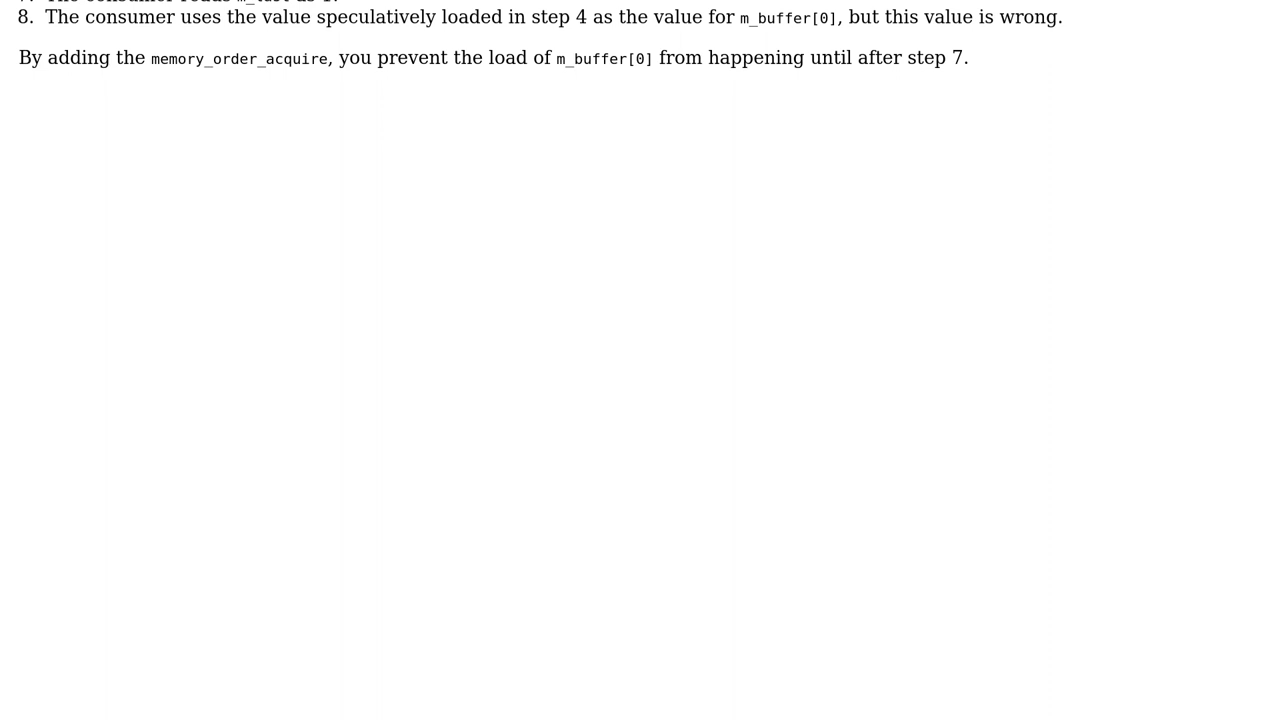 8. The consumer uses the value speculatively loaded in step 4 as the value for m_buffer[0], but this value is wrong.
By adding the memory_order_acquire, you prevent the load of m_buffer[0] from happening until after step 7.